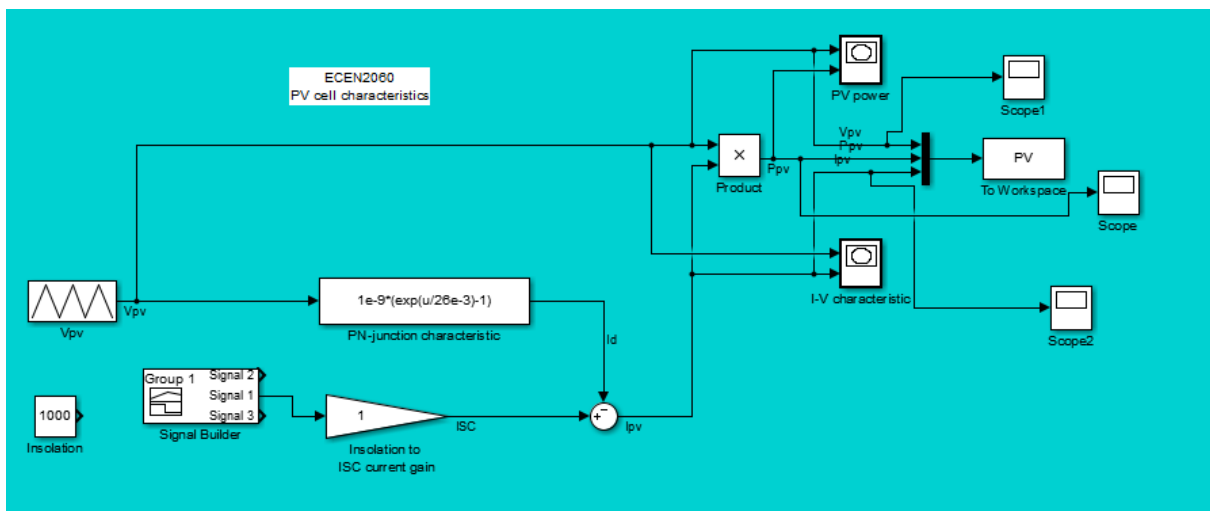 ECEN2060
PV cell characteristics
PV power
Scope1
Vpv
Ppv
Ipv
×
Product
Ppv
PV
To Workspace
Scope
I-V characteristic
Scope2
Vpv
Vpv
1e-9*(exp(u/26e-3)-1)
PN-junction characteristic
Id
Group 1
Signal 2
Signal 1
Signal 3
Signal Builder
1000
Insolation
1
ISC
Insolation to
ISC current gain
+
−
Ipv